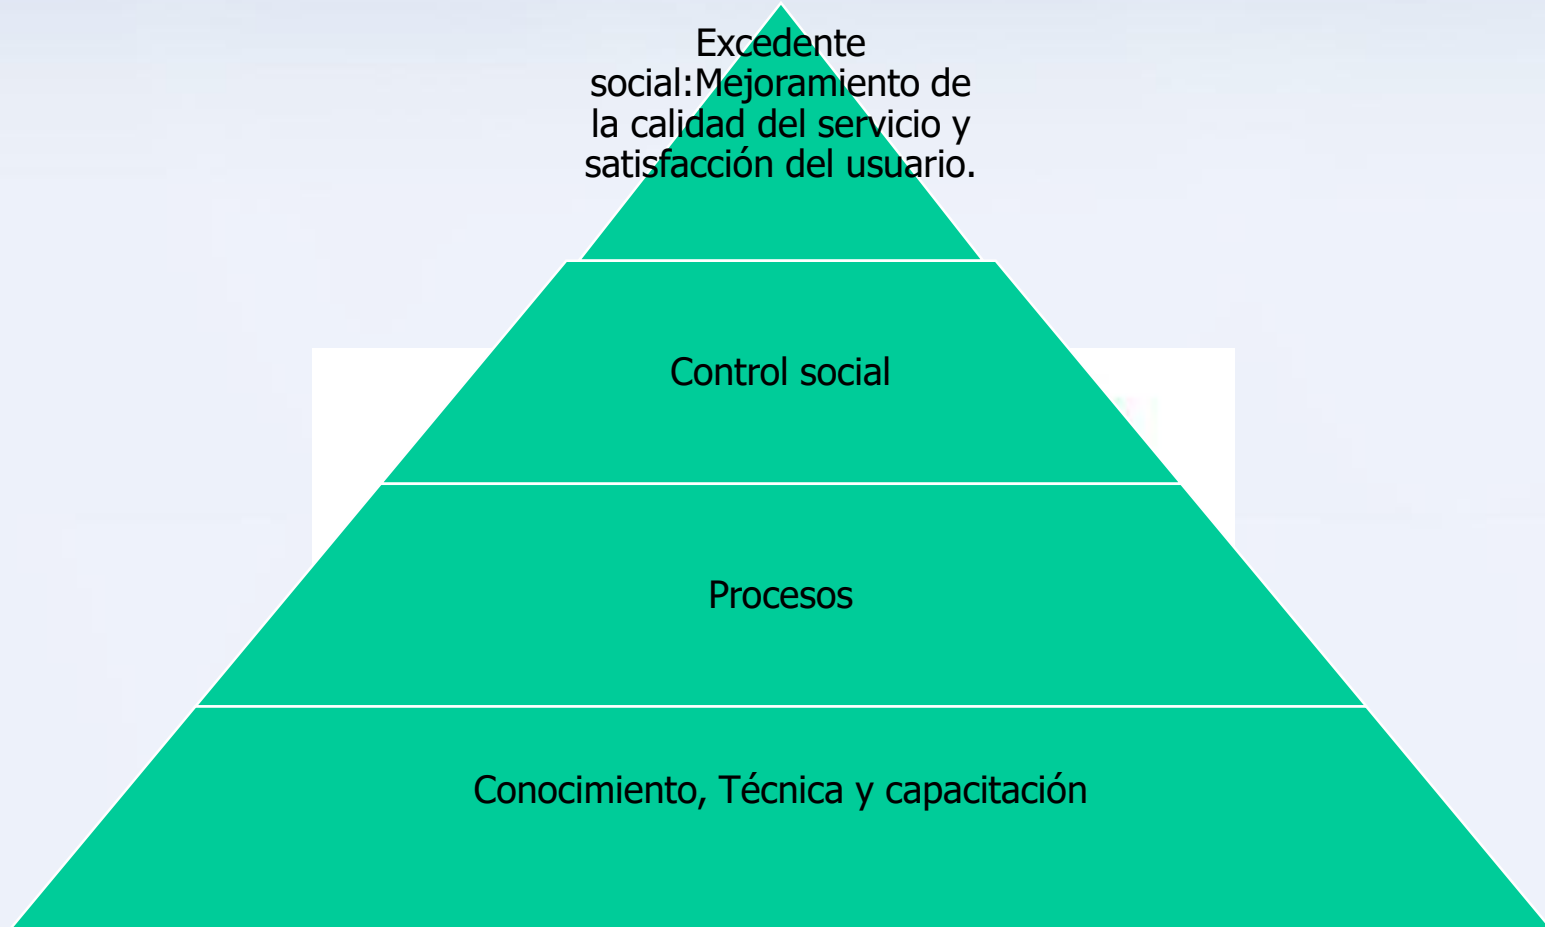 Excedente
social:Mejoramiento de
la calidad del servicio y
satisfacción del usuario.
Control social
Procesos
Conocimiento, Técnica y capacitación